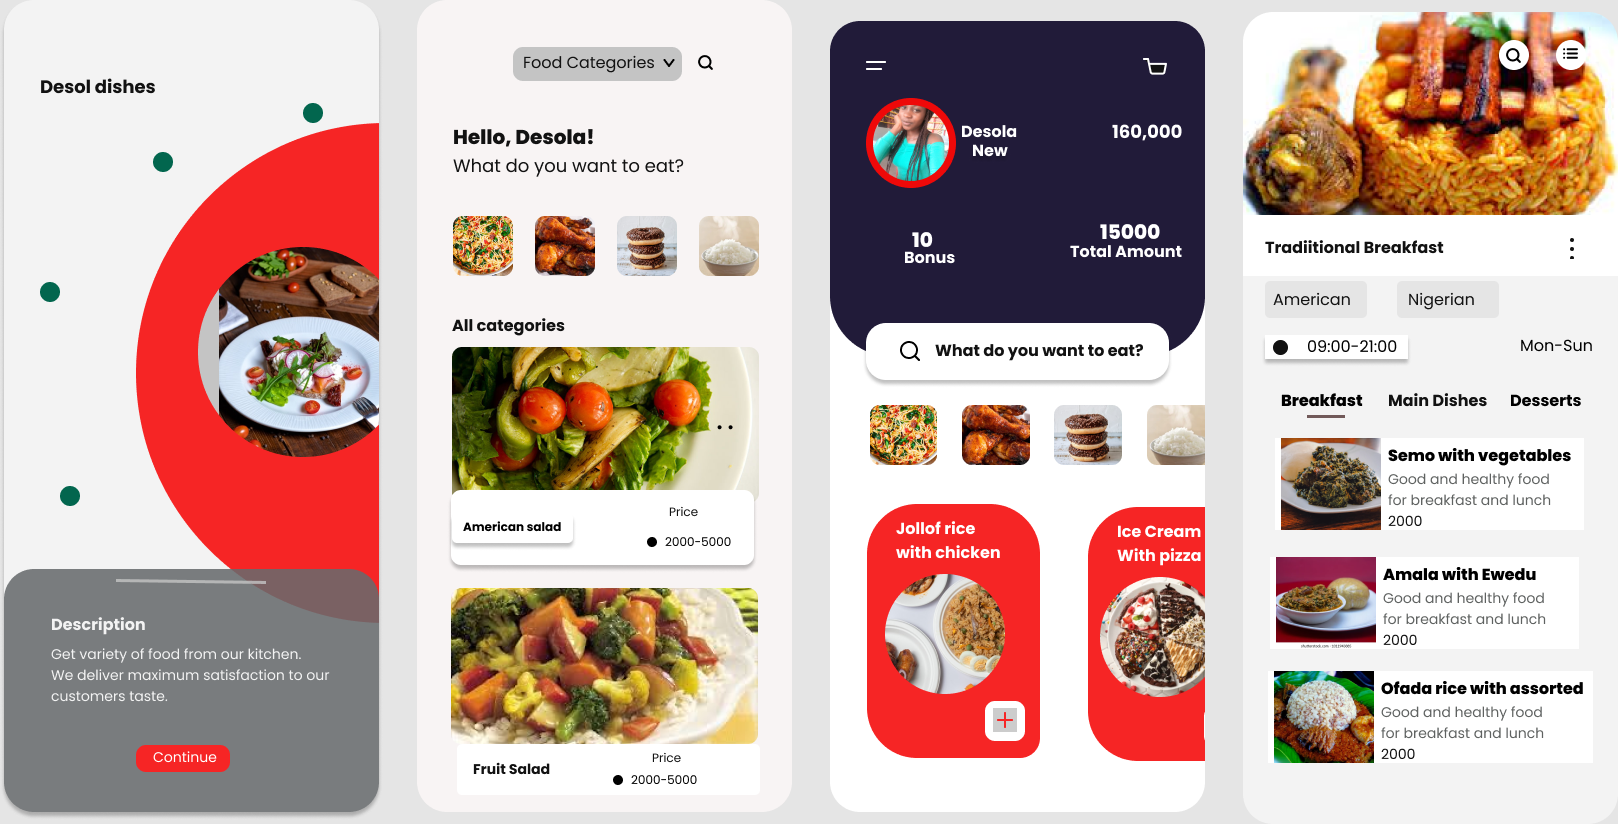 Desol dishes
Description
Get variety of food from our kitchen.
We deliver maximum satisfaction to our
customers taste.
Continue
Food Categories
Hello, Desola!
What do you want to eat?
All categories
Price
American salad
2000-5000
Price
Fruit Salad
2000-5000
Desola
New
160,000
10
Bonus
15000
Total Amount
What do you want to eat?
Jollof rice
with chicken
Ice Cream
With pizza
Tradiitional Breakfast
American
Nigerian
09:00-21:00
Mon-Sun
Breakfast
Main Dishes
Desserts
Semo with vegetables
Good and healthy food
for breakfast and lunch
2000
Amala with Ewedu
Good and healthy food
for breakfast and lunch
2000
Ofada rice with assorted
Good and healthy food
for breakfast and lunch
2000